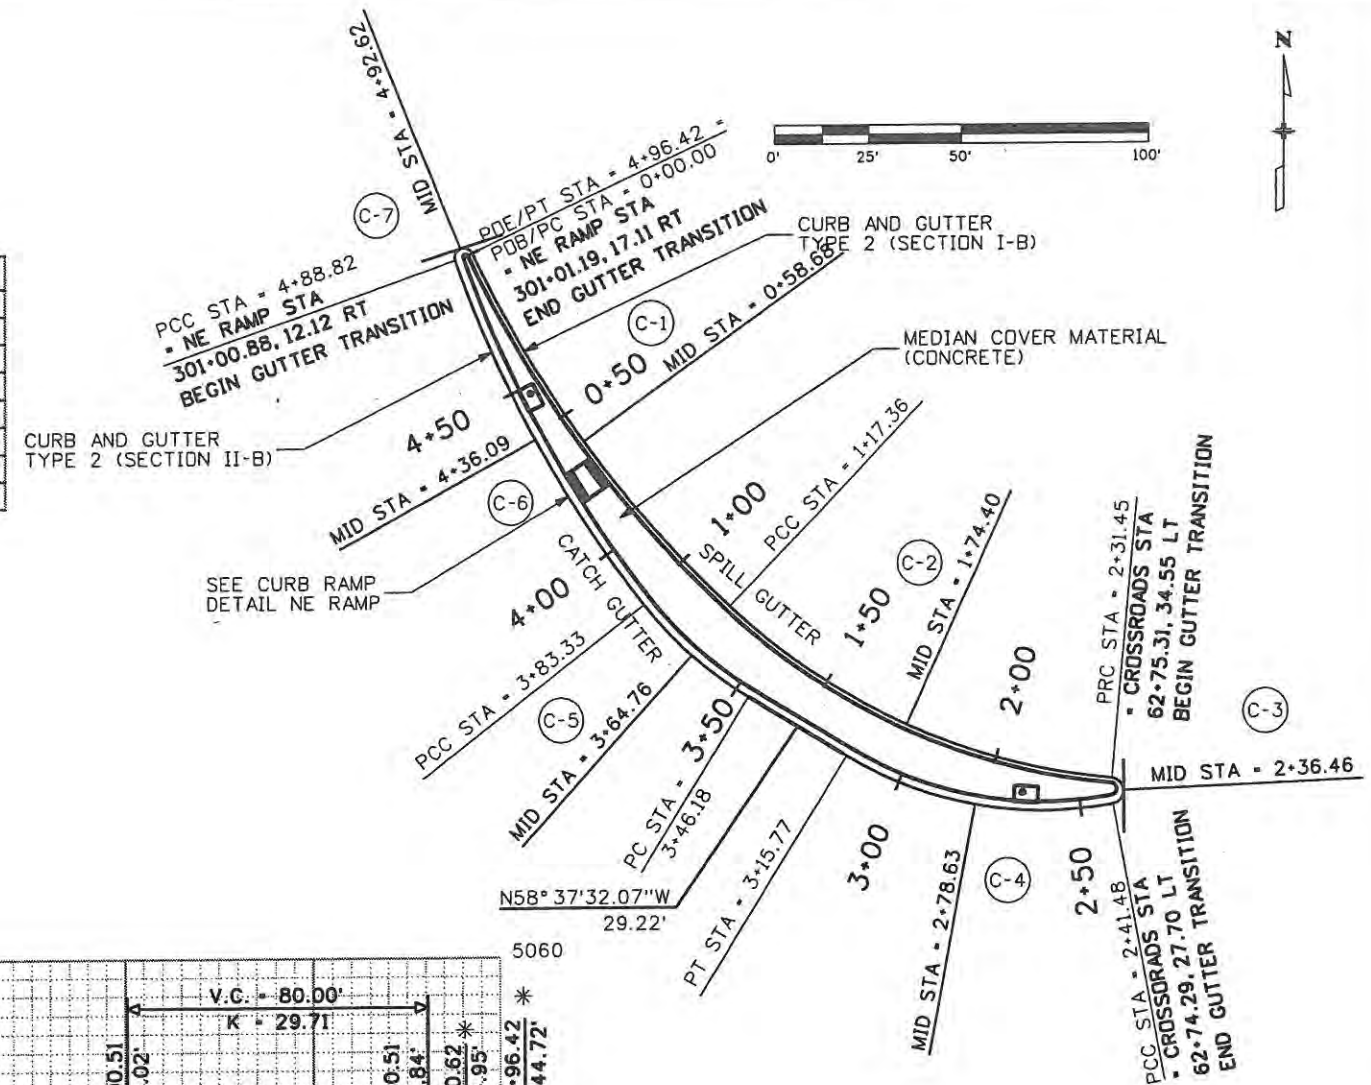 MID STA = 4+92.62
N
0' 25' 50' 100'
C-7
POE/PT STA = 4+96.42 =
POB/PC STA = 0+00.00
= NE RAMP STA
301+01.19, 17.11 RT
END GUTTER TRANSITION
CURB AND GUTTER
TYPE 2 (SECTION I-B)
PCC STA = 4+88.82
= NE RAMP STA
301+00.88, 12.12 RT
BEGIN GUTTER TRANSITION
C-1
0+50
MID STA = 0+58.68
MEDIAN COVER MATERIAL
(CONCRETE)
CURB AND GUTTER
TYPE 2 (SECTION II-B)
4+50
MID STA = 4+36.09
C-6
1+00
PCC STA = 1+17.36
SEE CURB RAMP
DETAIL NE RAMP
CATCH GUTTER
SPILL GUTTER
4+00
1+50
C-2
MID STA = 1+74.40
PCC STA = 3+83.33
C-5
MID STA = 3+64.76
2+00
PRC STA = 2+31.45
= CROSSROADS STA
62+75.31, 34.55 LT
BEGIN GUTTER TRANSITION
C-3
MID STA = 2+36.46
3+50
PC STA =
3+46.18
N58° 37'32.07"W
29.22'
PT STA = 3+15.77
3+00
MID STA = 2+78.63
C-4
2+50
PCC STA = 2+41.48
= CROSSORADS STA
62+74.29, 27.70 LT
END GUTTER TRANSITION
5060
V.C. = 80.00'
K = 29.71
+96.42
44.72'